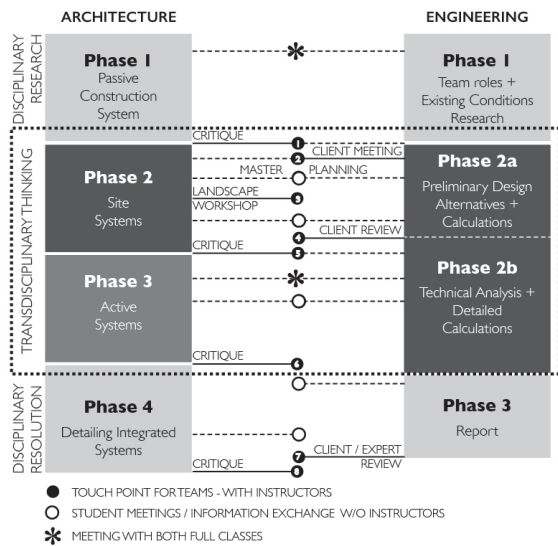 ARCHITECTURE
ENGINEERING
DISCIPLINARY
RESEARCH
Phase 1
Passive
Construction
System
Phase 1
Team roles +
Existing Conditions
Research
TRANSDISCIPLINARY THINKING
CRITIQUE
1
2
CLIENT MEETING
MASTER PLANNING
LANDSCAPE
WORKSHOP
3
4
CLIENT REVIEW
CRITIQUE
5
Phase 2
Site
Systems
Phase 2a
Preliminary Design
Alternatives +
Calculations
Phase 3
Active
Systems
Phase 2b
Technical Analysis +
Detailed
Calculations
CRITIQUE
6
DISCIPLINARY
RESOLUTION
Phase 4
Detailing Integrated
Systems
Phase 3
Report
7
CLIENT / EXPERT
REVIEW
CRITIQUE
8
TOUCH POINT FOR TEAMS - WITH INSTRUCTORS
STUDENT MEETINGS / INFORMATION EXCHANGE W/O INSTRUCTORS
MEETING WITH BOTH FULL CLASSES